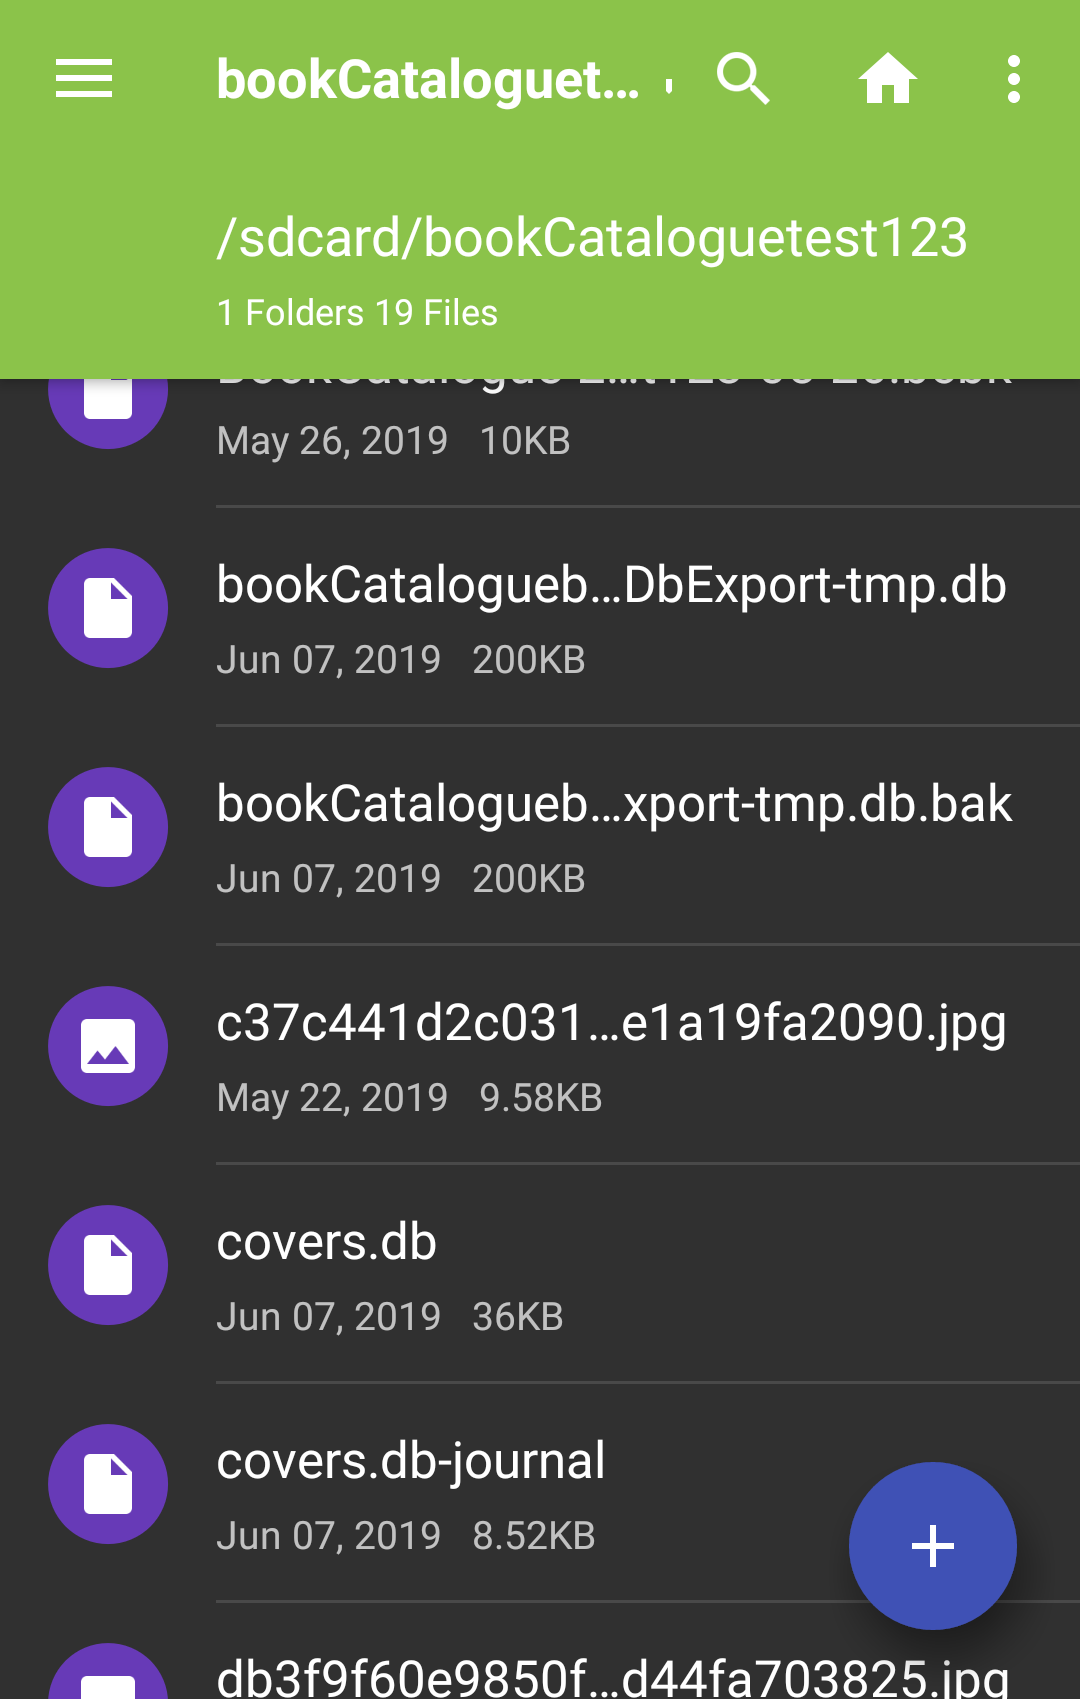 bookCataloguet...
/sdcard/bookCataloguetest123
1 Folders 19 Files
May 26, 2019 10KB
bookCatalogueb...DbExport-tmp.db
Jun 07, 2019 200KB
bookCatalogueb...xport-tmp.db.bak
Jun 07, 2019 200KB
c37c441d2c031...e1a19fa2090.jpg
May 22, 2019 9.58KB
covers.db
Jun 07, 2019 36KB
covers.db-journal
Jun 07, 2019 8.52KB
db3f9f60e9850f...d44fa703825.jpg